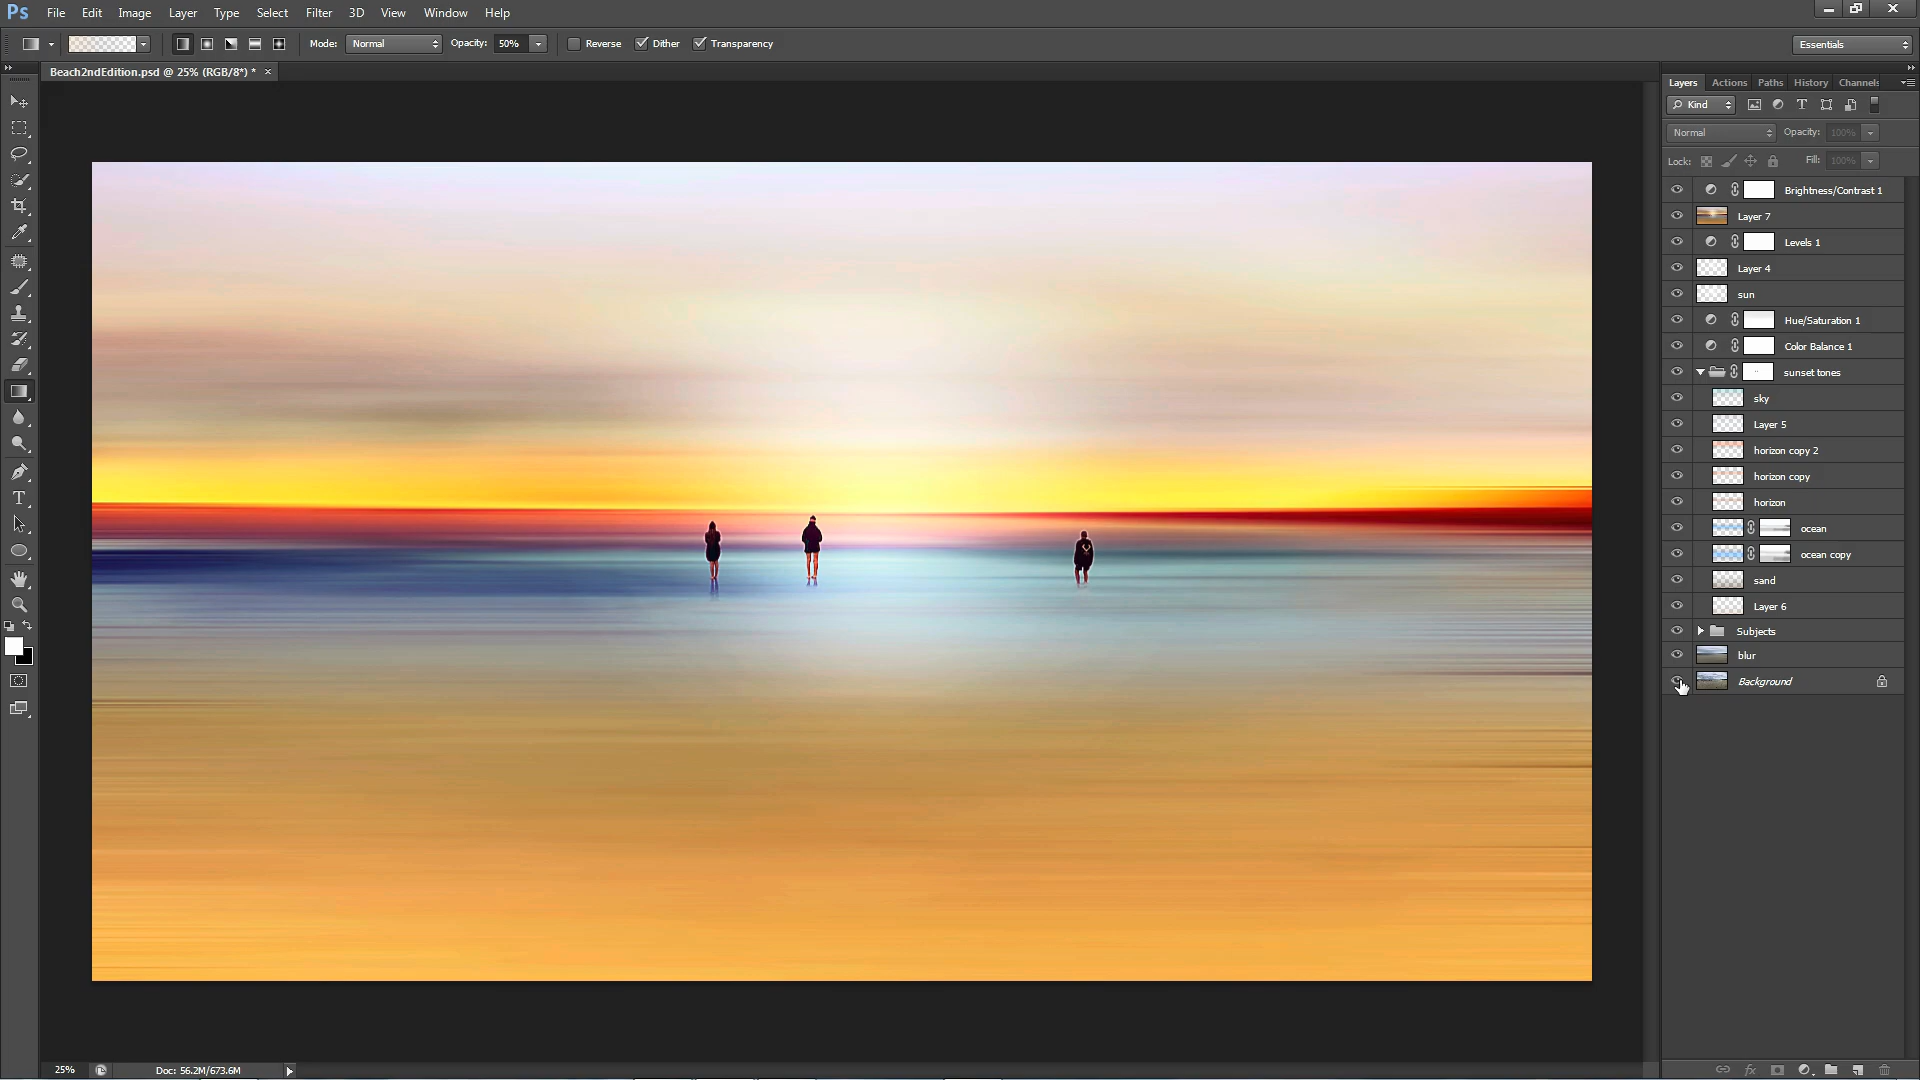 Ps File Edit Image Layer Type Select Filter 3D View Window Help
Mode: Normal Opacity: 50% Reverse Dither Transparency Essentials
Beach2ndEdition.psd @ 25% (RGB/8*) * ×
Layers Actions Paths History Channels
Kind
Normal Opacity: 100%
Lock: Fill: 100%
Brightness/Contrast 1
Layer 7
Levels 1
Layer 4
sun
Hue/Saturation 1
Color Balance 1
sunset tones
sky
Layer 5
horizon copy 2
horizon copy
horizon
ocean
ocean copy
sand
Layer 6
Subjects
blur
Background
25% Doc: 56.2M/673.6M